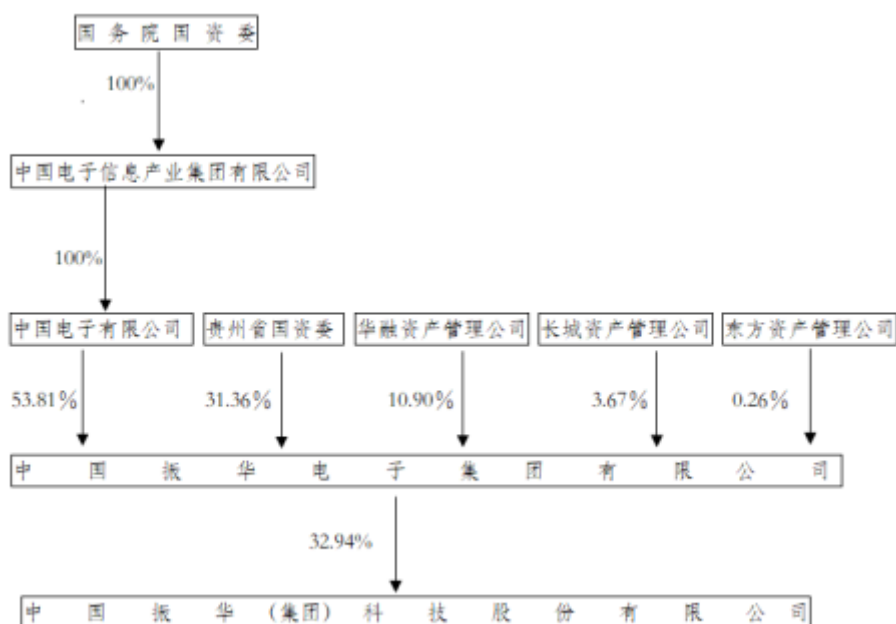 国务院国资委
100%
中国电子信息产业集团有限公司
100%
中国电子有限公司 贵州省国资委 华融资产管理公司 长城资产管理公司 东方资产管理公司
53.81% 31.36% 10.90% 3.67% 0.26%
中国振华电子集团有限公司
32.94%
中国振华(集团)科技股份有限公司